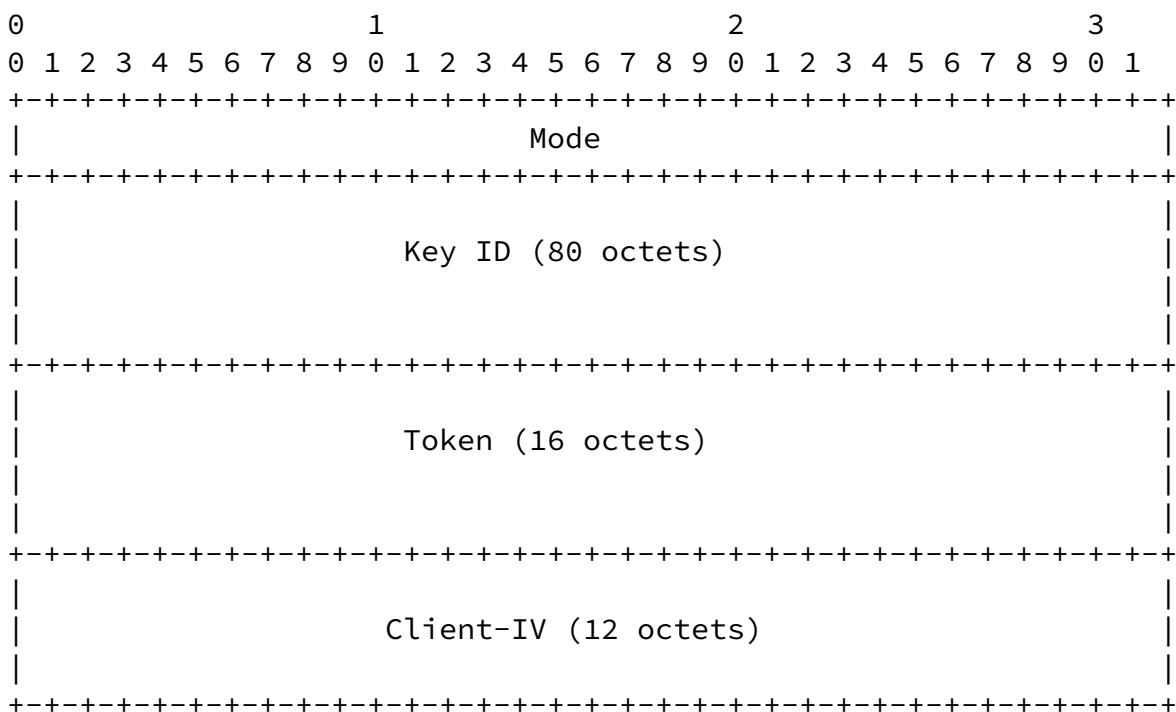 0                   1                   2                   3
0 1 2 3 4 5 6 7 8 9 0 1 2 3 4 5 6 7 8 9 0 1 2 3 4 5 6 7 8 9 0 1
+-+-+-+-+-+-+-+-+-+-+-+-+-+-+-+-+-+-+-+-+-+-+-+-+-+-+-+-+-+-+-+-+
|                            Mode                               |
+-+-+-+-+-+-+-+-+-+-+-+-+-+-+-+-+-+-+-+-+-+-+-+-+-+-+-+-+-+-+-+-+
|                                                               |
|                     Key ID (80 octets)                        |
|                                                               |
|                                                               |
+-+-+-+-+-+-+-+-+-+-+-+-+-+-+-+-+-+-+-+-+-+-+-+-+-+-+-+-+-+-+-+-+
|                                                               |
|                     Token (16 octets)                         |
|                                                               |
|                                                               |
+-+-+-+-+-+-+-+-+-+-+-+-+-+-+-+-+-+-+-+-+-+-+-+-+-+-+-+-+-+-+-+-+
|                                                               |
|                    Client-IV (12 octets)                      |
|                                                               |
+-+-+-+-+-+-+-+-+-+-+-+-+-+-+-+-+-+-+-+-+-+-+-+-+-+-+-+-+-+-+-+-+